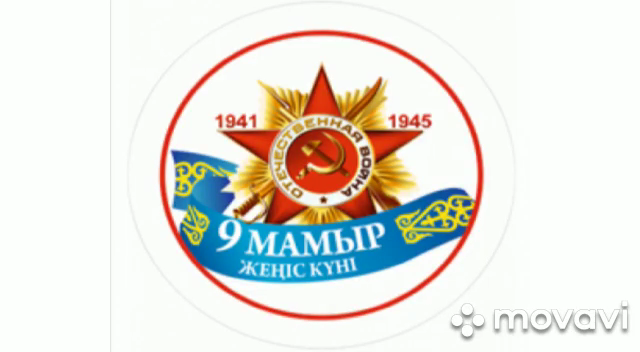 1941
1945
ОТЕЧЕСТВЕННАЯ ВОЙНА
9 МАМЫР
ЖЕҢІС КҮНІ
movavi